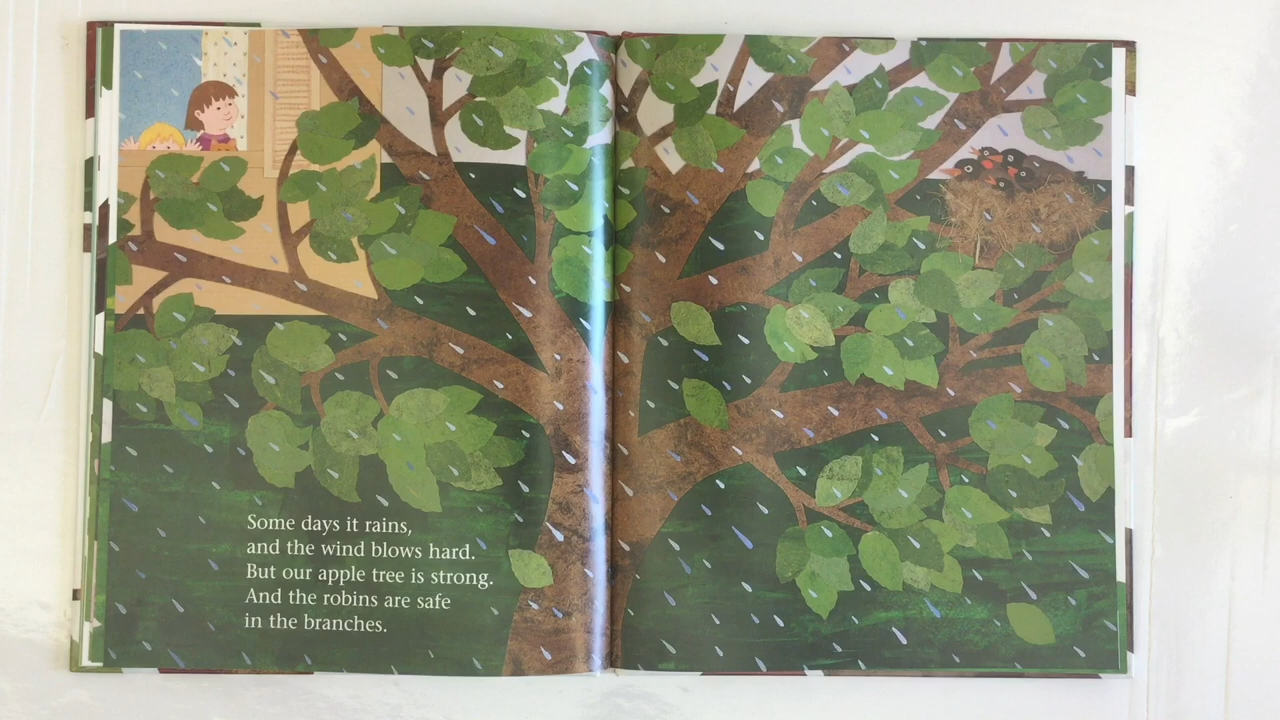 Some days it rains,
and the wind blows hard.
But our apple tree is strong.
And the robins are safe
in the branches.